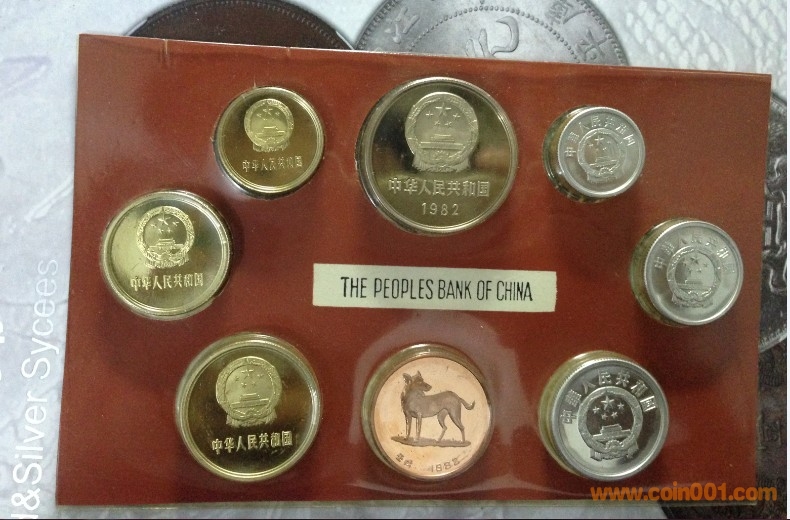 中华人民共和国
中华人民共和国
1982
中华人民共和国
中华人民共和国
中华人民共和国
THE PEOPLES BANK OF CHINA
中华人民共和国
中华人民共和国
壬戌 1982
& Silver Sycees
www.coin001.com